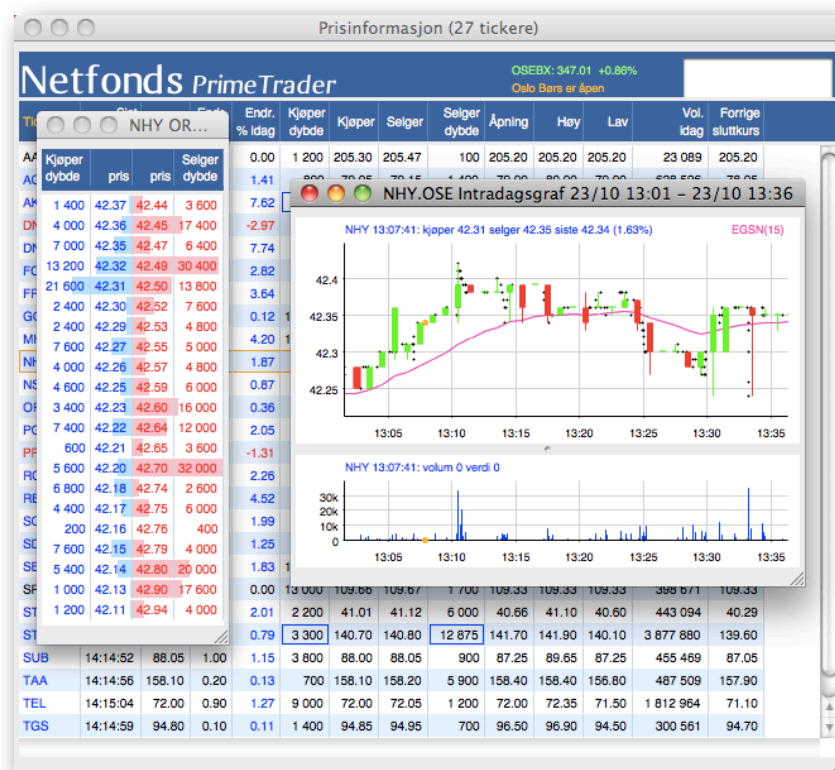 Prisinformasjon (27 tickere)
Netfonds PrimeTrader
OSEBX: 347.01 +0.86%
Oslo Børs er åpen
Endr. % idag Kjøper dybde Kjøper Selger Selger dybde Åpning Høy Lav Vol. idag Forrige sluttkurs
0.00 1 200 205.30 205.47 100 205.20 205.20 205.20 23 089 205.20
1.41
7.62
-2.97
7.74
2.82
3.64
0.12
4.20
1.87
0.87
0.36
2.05
-1.31
2.26
4.52
1.99
1.25
1.83
0.00 13 000 109.66 109.67 1 700 109.33 109.33 109.33 398 671 109.33
2.01 2 200 41.01 41.12 6 000 40.66 41.10 40.60 443 094 40.29
0.79 3 300 140.70 140.80 12 875 141.70 141.90 140.10 3 877 880 139.60
SUB 14:14:52 88.05 1.00 1.15 3 800 88.00 88.05 900 87.25 89.65 87.25 455 469 87.05
TAA 14:14:56 158.10 0.20 0.13 700 158.10 158.20 5 900 158.40 158.40 156.80 487 509 157.90
TEL 14:15:04 72.00 0.90 1.27 9 000 72.00 72.05 1 200 72.00 72.35 71.50 1 812 964 71.10
TGS 14:14:59 94.80 0.10 0.11 1 400 94.85 94.95 700 96.50 96.90 94.50 300 561 94.70
NHY OR...
Kjøper dybde pris pris Selger dybde
1 400 42.37 42.44 3 600
4 000 42.36 42.45 17 400
7 000 42.35 42.47 6 400
13 200 42.32 42.49 30 400
21 600 42.31 42.50 13 800
2 400 42.30 42.52 7 600
2 400 42.29 42.53 4 800
7 600 42.27 42.55 5 000
4 000 42.26 42.57 4 800
4 600 42.25 42.59 6 000
3 400 42.23 42.60 16 000
7 400 42.22 42.64 12 000
600 42.21 42.65 3 600
5 600 42.20 42.70 32 000
6 800 42.18 42.74 2 600
4 400 42.17 42.75 6 000
200 42.16 42.76 400
7 600 42.15 42.79 4 000
5 400 42.14 42.80 20 000
1 000 42.13 42.90 17 600
1 200 42.11 42.94 4 000
NHY.OSE Intradagsgraf 23/10 13:01 – 23/10 13:36
NHY 13:07:41: kjøper 42.31 selger 42.35 siste 42.34 (1.63%) EGSN(15)
42.4
42.35
42.3
42.25
13:05 13:10 13:15 13:20 13:25 13:30 13:35
NHY 13:07:41: volum 0 verdi 0
30k
20k
10k
0
13:05 13:10 13:15 13:20 13:25 13:30 13:35